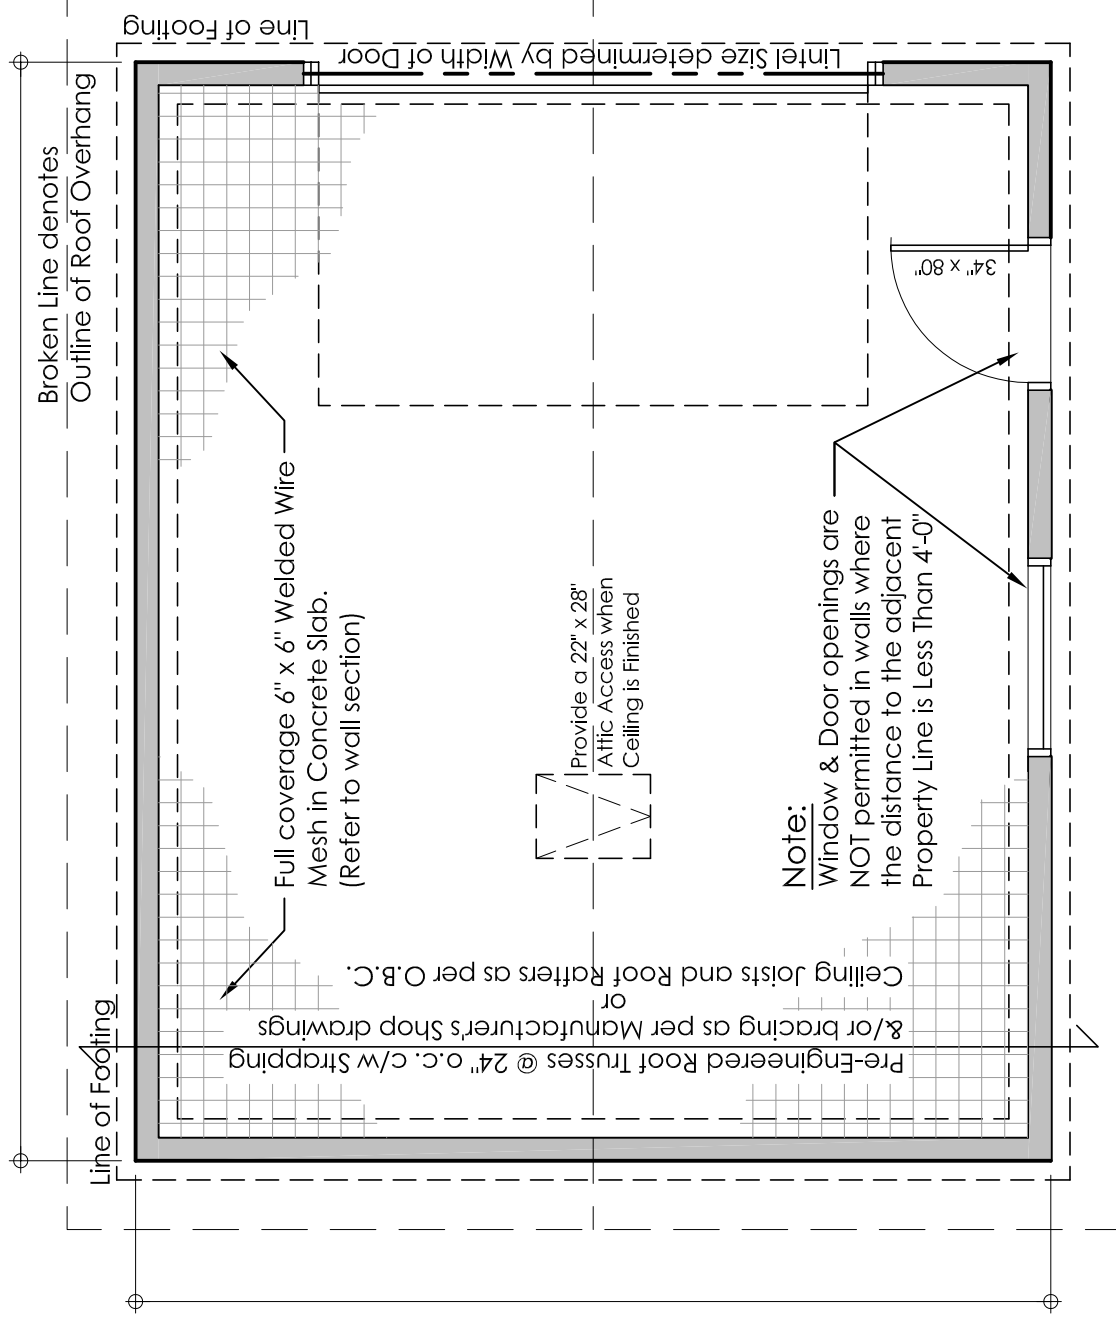 Line of Footing
Lintel Size determined by Width of Door
Broken Line denotes
Outline of Roof Overhang
34" x 80"
Full coverage 6" x 6" Welded Wire
Mesh in Concrete Slab.
(Refer to wall section)
Provide a 22" x 28"
Attic Access when
Ceiling is Finished
Note:
Window & Door openings are
NOT permitted in walls where
the distance to the adjacent
Property Line is Less Than 4'-0"
Pre-Engineered Roof Trusses @ 24" o.c. c/w Strapping
&/or bracing as per Manufacturer's Shop drawings
or
Ceiling Joists and Roof Rafters as per O.B.C.
Line of Footing